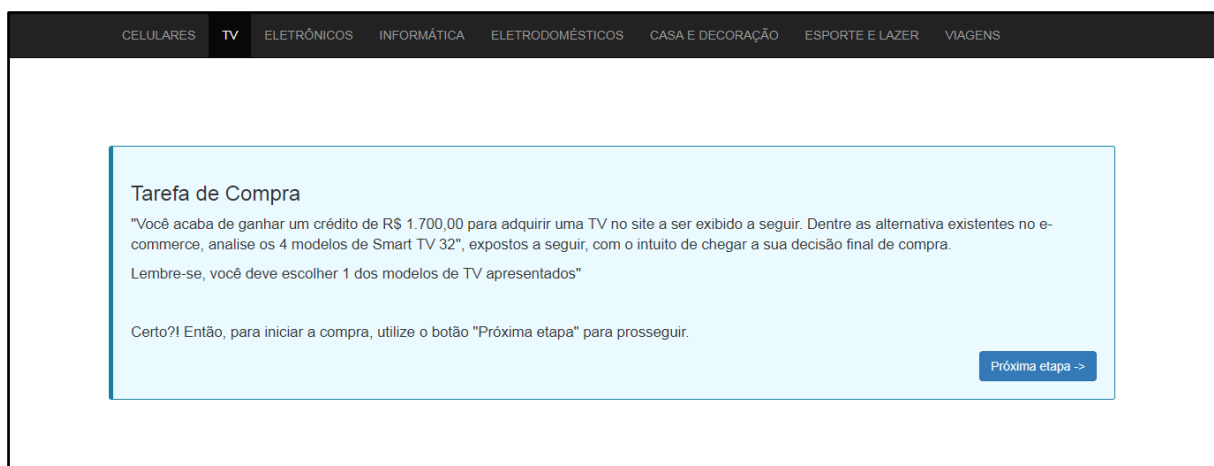 CELULARES TV ELETRÔNICOS INFORMÁTICA ELETRODOMÉSTICOS CASA E DECORAÇÃO ESPORTE E LAZER VIAGENS
Tarefa de Compra
"Você acaba de ganhar um crédito de R$ 1.700,00 para adquirir uma TV no site a ser exibido a seguir. Dentre as alternativa existentes no e-
commerce, analise os 4 modelos de Smart TV 32", expostos a seguir, com o intuito de chegar a sua decisão final de compra.
Lembre-se, você deve escolher 1 dos modelos de TV apresentados"
Certo?! Então, para iniciar a compra, utilize o botão "Próxima etapa" para prosseguir.
Próxima etapa ->